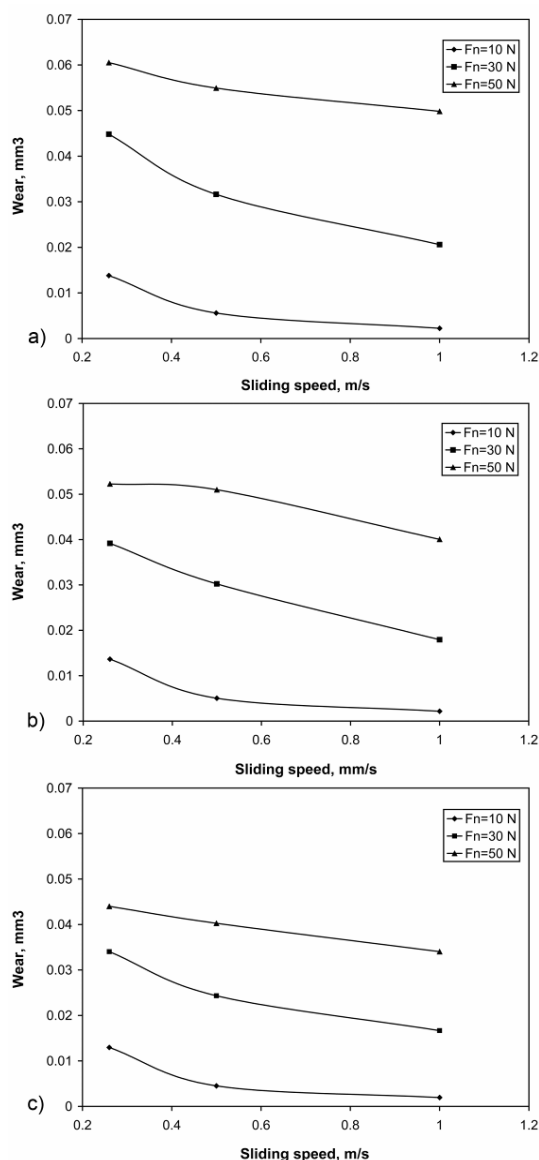 0.07
0.06
0.05
0.04
0.03
0.02
0.01
0
Wear, mm3
Fn=10 N
Fn=30 N
Fn=50 N
a)
0.2 0.4 0.6 0.8 1 1.2
Sliding speed, m/s
0.07
0.06
0.05
0.04
0.03
0.02
0.01
0
Wear, mm3
Fn=10 N
Fn=30 N
Fn=50 N
b)
0.2 0.4 0.6 0.8 1 1.2
Sliding speed, mm/s
0.07
0.06
0.05
0.04
0.03
0.02
0.01
0
Wear, mm3
Fn=10 N
Fn=30 N
Fn=50 N
c)
0.2 0.4 0.6 0.8 1 1.2
Sliding speed, m/s